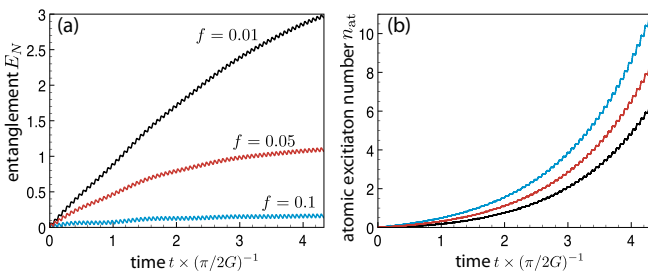 (a)
f = 0.01
f = 0.05
f = 0.1
entanglement E_N
3
2.5
2
1.5
1
0.5
0
0 1 2 3 4
time t × (π/2G)⁻¹
(b)
atomic excitiaton number n_at
10
8
6
4
2
0
0 1 2 3 4
time t × (π/2G)⁻¹